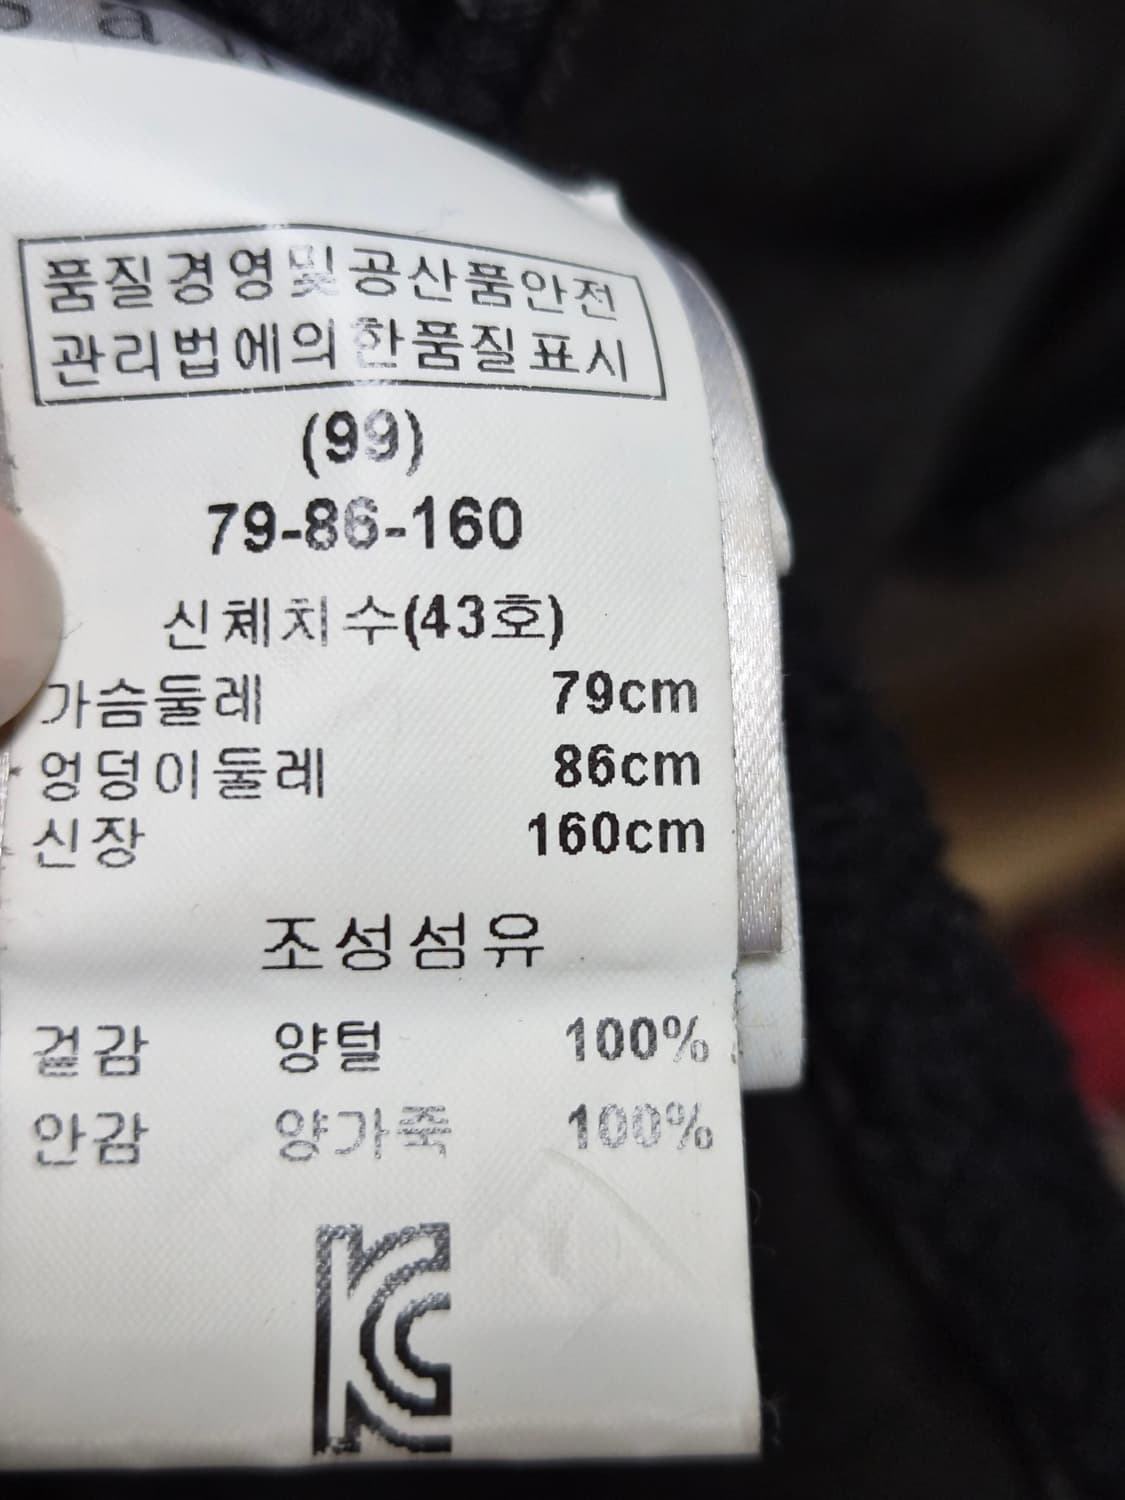 품질경영및공산품안전
관리법에의한품질표시
(99)
79-86-160
신체치수(43호)
가슴둘레 79cm
엉덩이둘레 86cm
신장 160cm
조성섬유
겉감 양털 100%
안감 양가죽 100%
KC